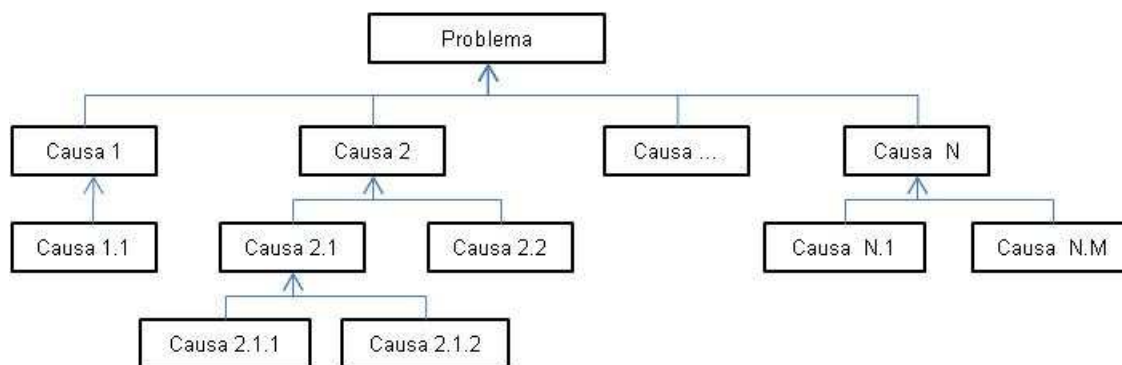 Problema
Causa 1
Causa 2
Causa ...
Causa N
Causa 1.1
Causa 2.1
Causa 2.2
Causa N.1
Causa N.M
Causa 2.1.1
Causa 2.1.2